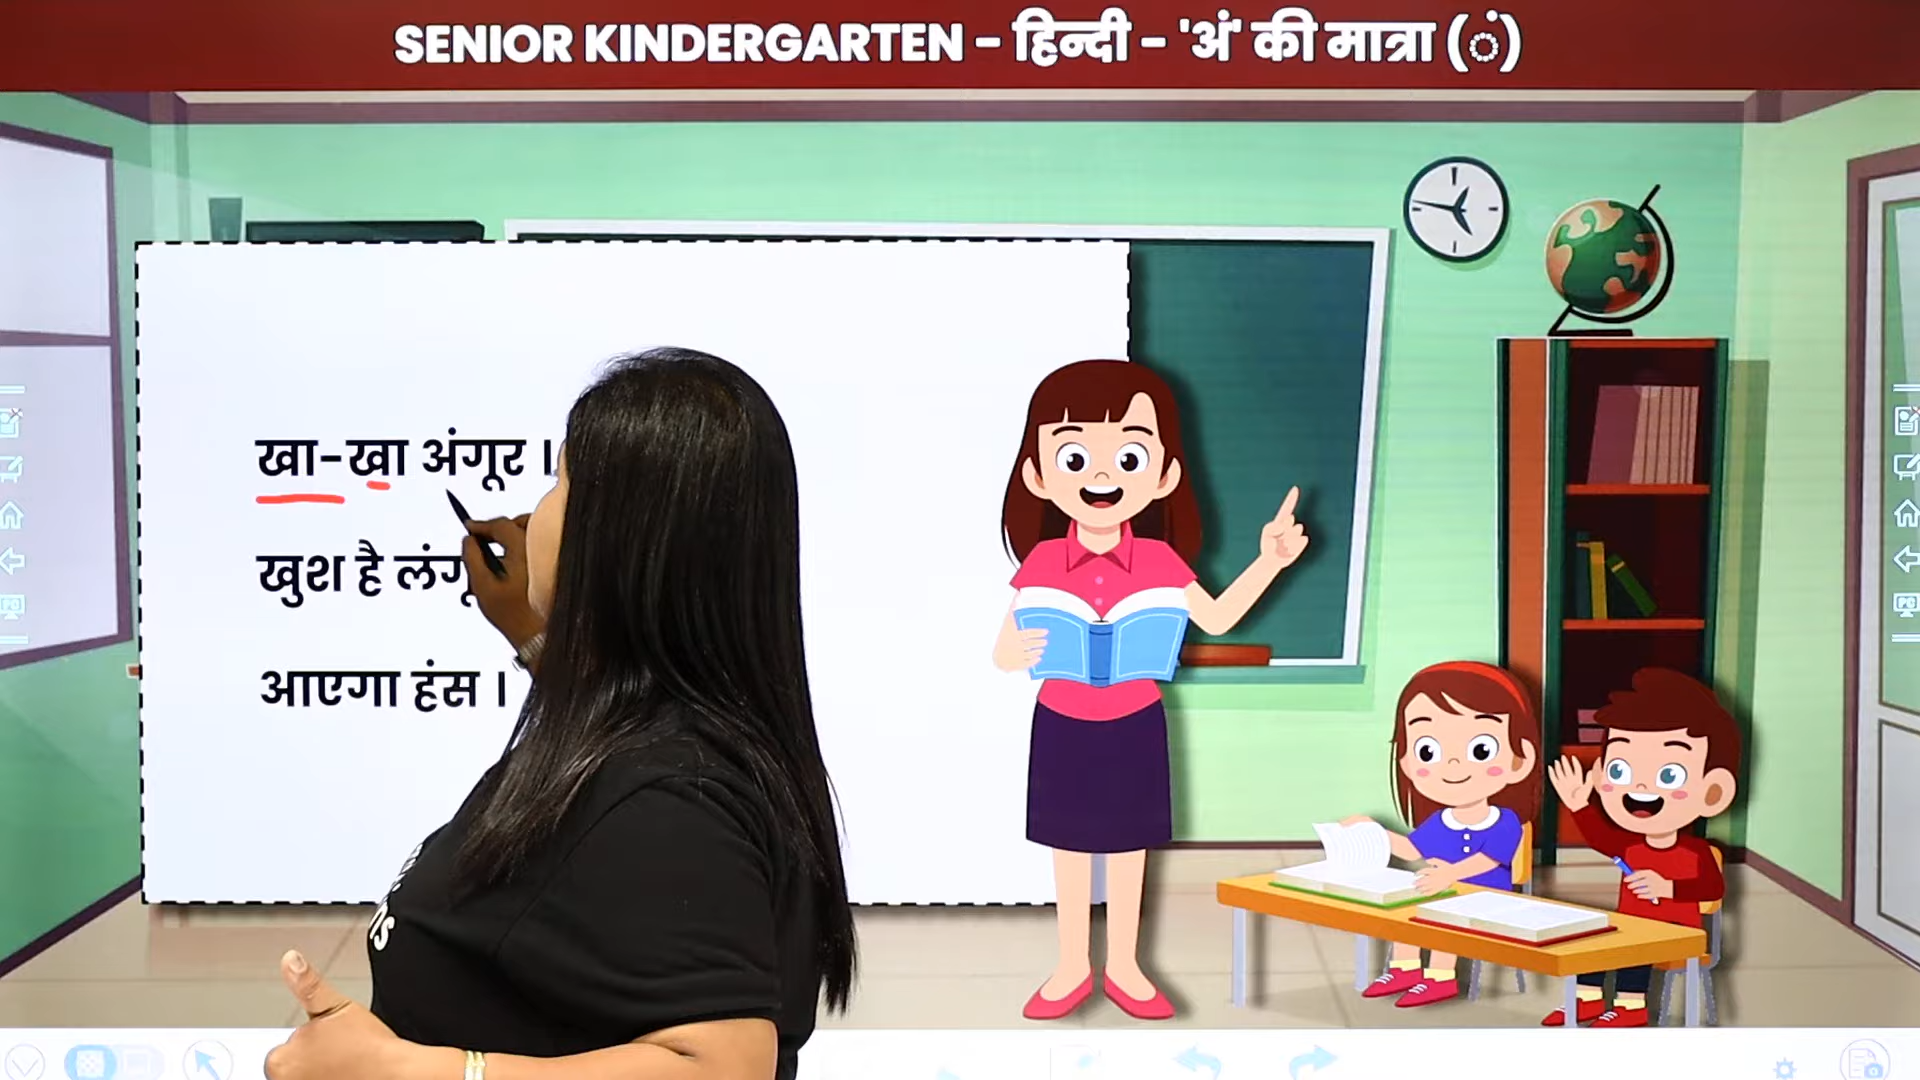 SENIOR KINDERGARTEN - हिन्दी - 'अं' की मात्रा (ं)
खा-खा अंगूर ।
खुश है
आएगा हंस ।